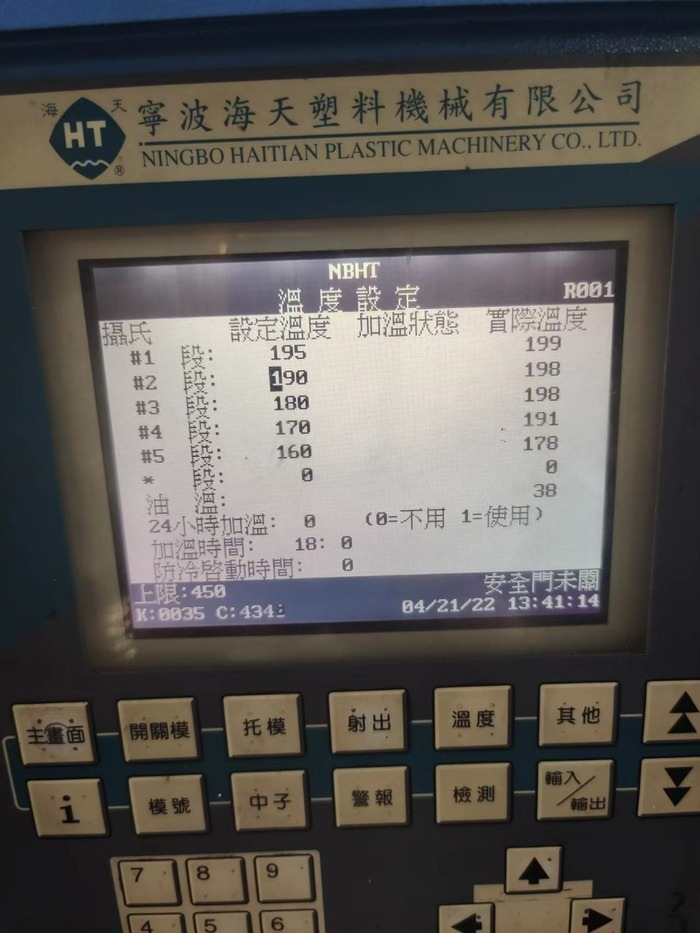 海 HT 天 ®
寧波海天塑料機械有限公司
NINGBO HAITIAN PLASTIC MACHINERY CO., LTD.
NBHT
溫度設定 R001
攝氏 設定溫度 加溫狀態 實際溫度
#1 段: 195 199
#2 段: 190 198
#3 段: 180 198
#4 段: 170 191
#5 段: 160 178
* 段: 0 0
油 溫: 38
24小時加溫: 0 (0=不用 1=使用)
加溫時間: 18: 0
防冷啓動時間: 0
上限:450 安全門未關
K:0035 C:434 04/21/22 13:41:14
主畫面 開關模 托模 射出 溫度 其他
i 模號 中子 警報 檢測 輸入/輸出
7 8 9
4 5 6